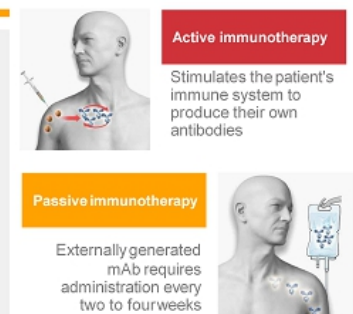 Active immunotherapy
Stimulates the patient's
immune system to
produce their own
antibodies
Passive immunotherapy
Externally generated
mAb requires
administration every
two to four weeks